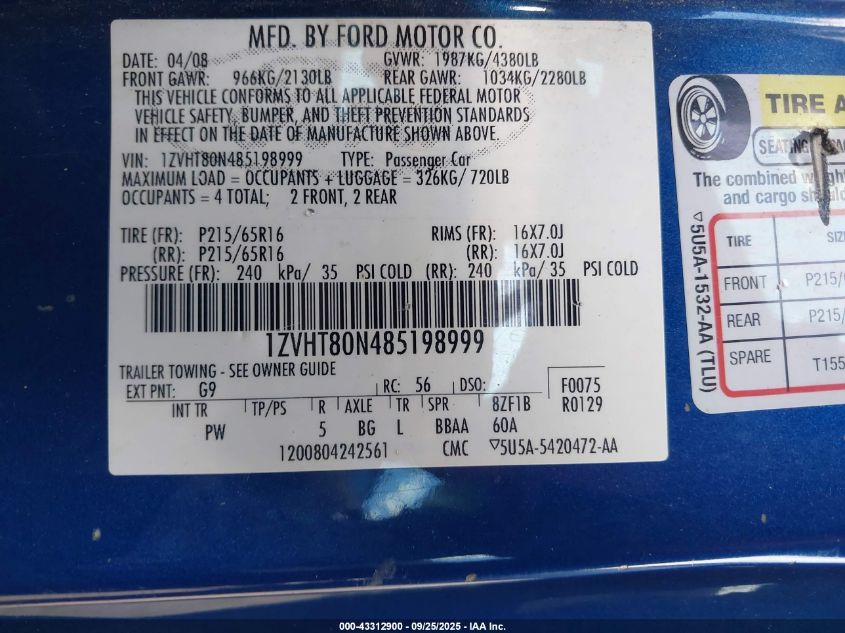 MFD. BY FORD MOTOR CO.
DATE: 04/08 GVWR: 1987KG/4380LB
FRONT GAWR: 966KG/2130LB REAR GAWR: 1034KG/2280LB
THIS VEHICLE CONFORMS TO ALL APPLICABLE FEDERAL MOTOR
VEHICLE SAFETY, BUMPER, AND THEFT PREVENTION STANDARDS
IN EFFECT ON THE DATE OF MANUFACTURE SHOWN ABOVE.
VIN: 1ZVHT80N485198999 TYPE: Passenger Car
MAXIMUM LOAD = OCCUPANTS + LUGGAGE = 326KG/ 720LB
OCCUPANTS = 4 TOTAL; 2 FRONT, 2 REAR
TIRE (FR): P215/65R16 RIMS (FR): 16X7.0J
(RR): P215/65R16 (RR): 16X7.0J
PRESSURE (FR): 240 kPa/ 35 PSI COLD (RR): 240 kPa/ 35 PSI COLD
1ZVHT80N485198999
TRAILER TOWING - SEE OWNER GUIDE
EXT PNT: G9 RC: 56 DSO: F0075
INT TR TP/PS R AXLE TR SPR 8ZF1B R0129
PW 5 BG L BBAA 60A
1200804242561 CMC ▽5U5A-5420472-AA
TIRE A
SEATING
The combined
and cargo
▽5U5A-1532-AA (TLU)
TIRE SIZ
FRONT P215/
REAR P215/
SPARE T155
000-43312900 - 09/25/2025 - IAA Inc.